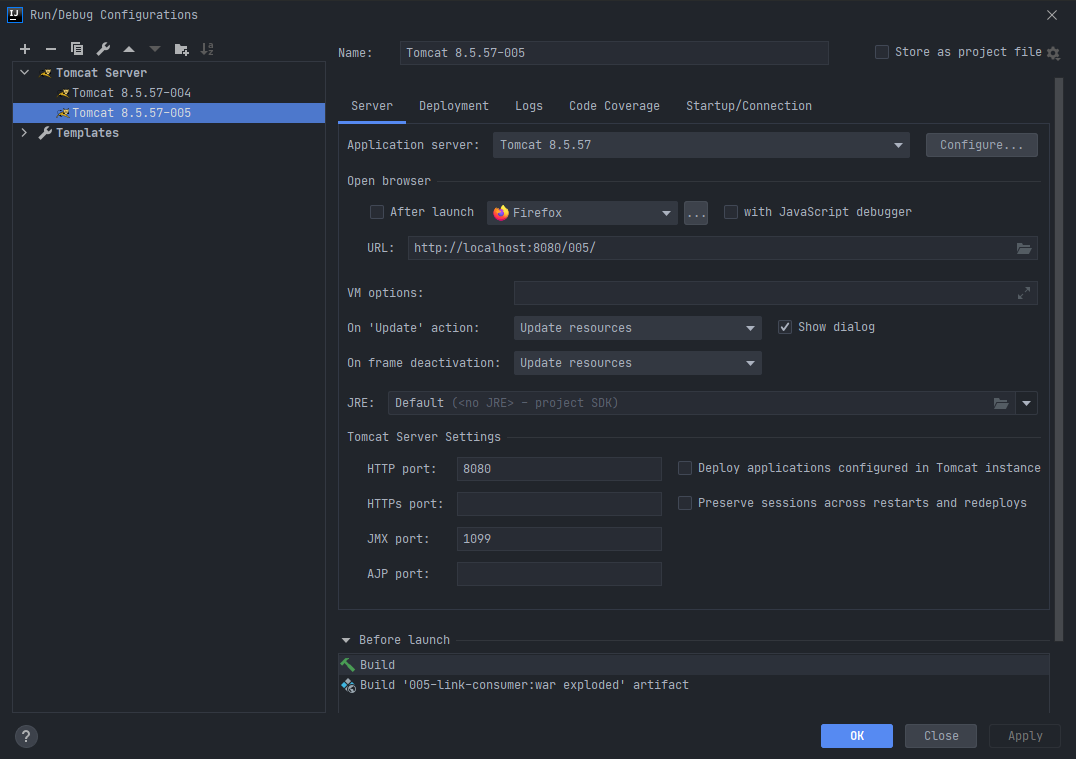 Run/Debug Configurations
Name: Tomcat 8.5.57-005 Store as project file
Tomcat Server
Tomcat 8.5.57-004
Tomcat 8.5.57-005
Templates
Server Deployment Logs Code Coverage Startup/Connection
Application server: Tomcat 8.5.57 Configure...
Open browser
After launch Firefox ... with JavaScript debugger
URL: http://localhost:8080/005/
VM options:
On 'Update' action: Update resources Show dialog
On frame deactivation: Update resources
JRE: Default (<no JRE> - project SDK)
Tomcat Server Settings
HTTP port: 8080 Deploy applications configured in Tomcat instance
HTTPs port: Preserve sessions across restarts and redeploys
JMX port: 1099
AJP port:
Before launch
Build
Build '005-link-consumer:war exploded' artifact
? OK Close Apply